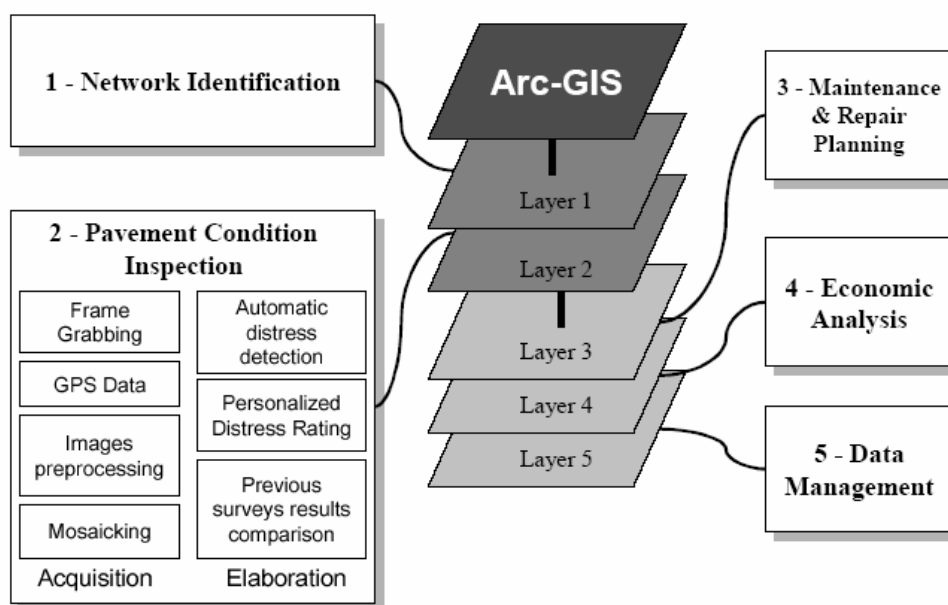 1 - Network Identification
2 - Pavement Condition
Inspection
Frame
Grabbing
GPS Data
Images
preprocessing
Mosaicking
Acquisition
Automatic
distress
detection
Personalized
Distress Rating
Previous
surveys results
comparison
Elaboration
Arc-GIS
Layer 1
Layer 2
Layer 3
Layer 4
Layer 5
3 - Maintenance
& Repair
Planning
4 - Economic
Analysis
5 - Data
Management